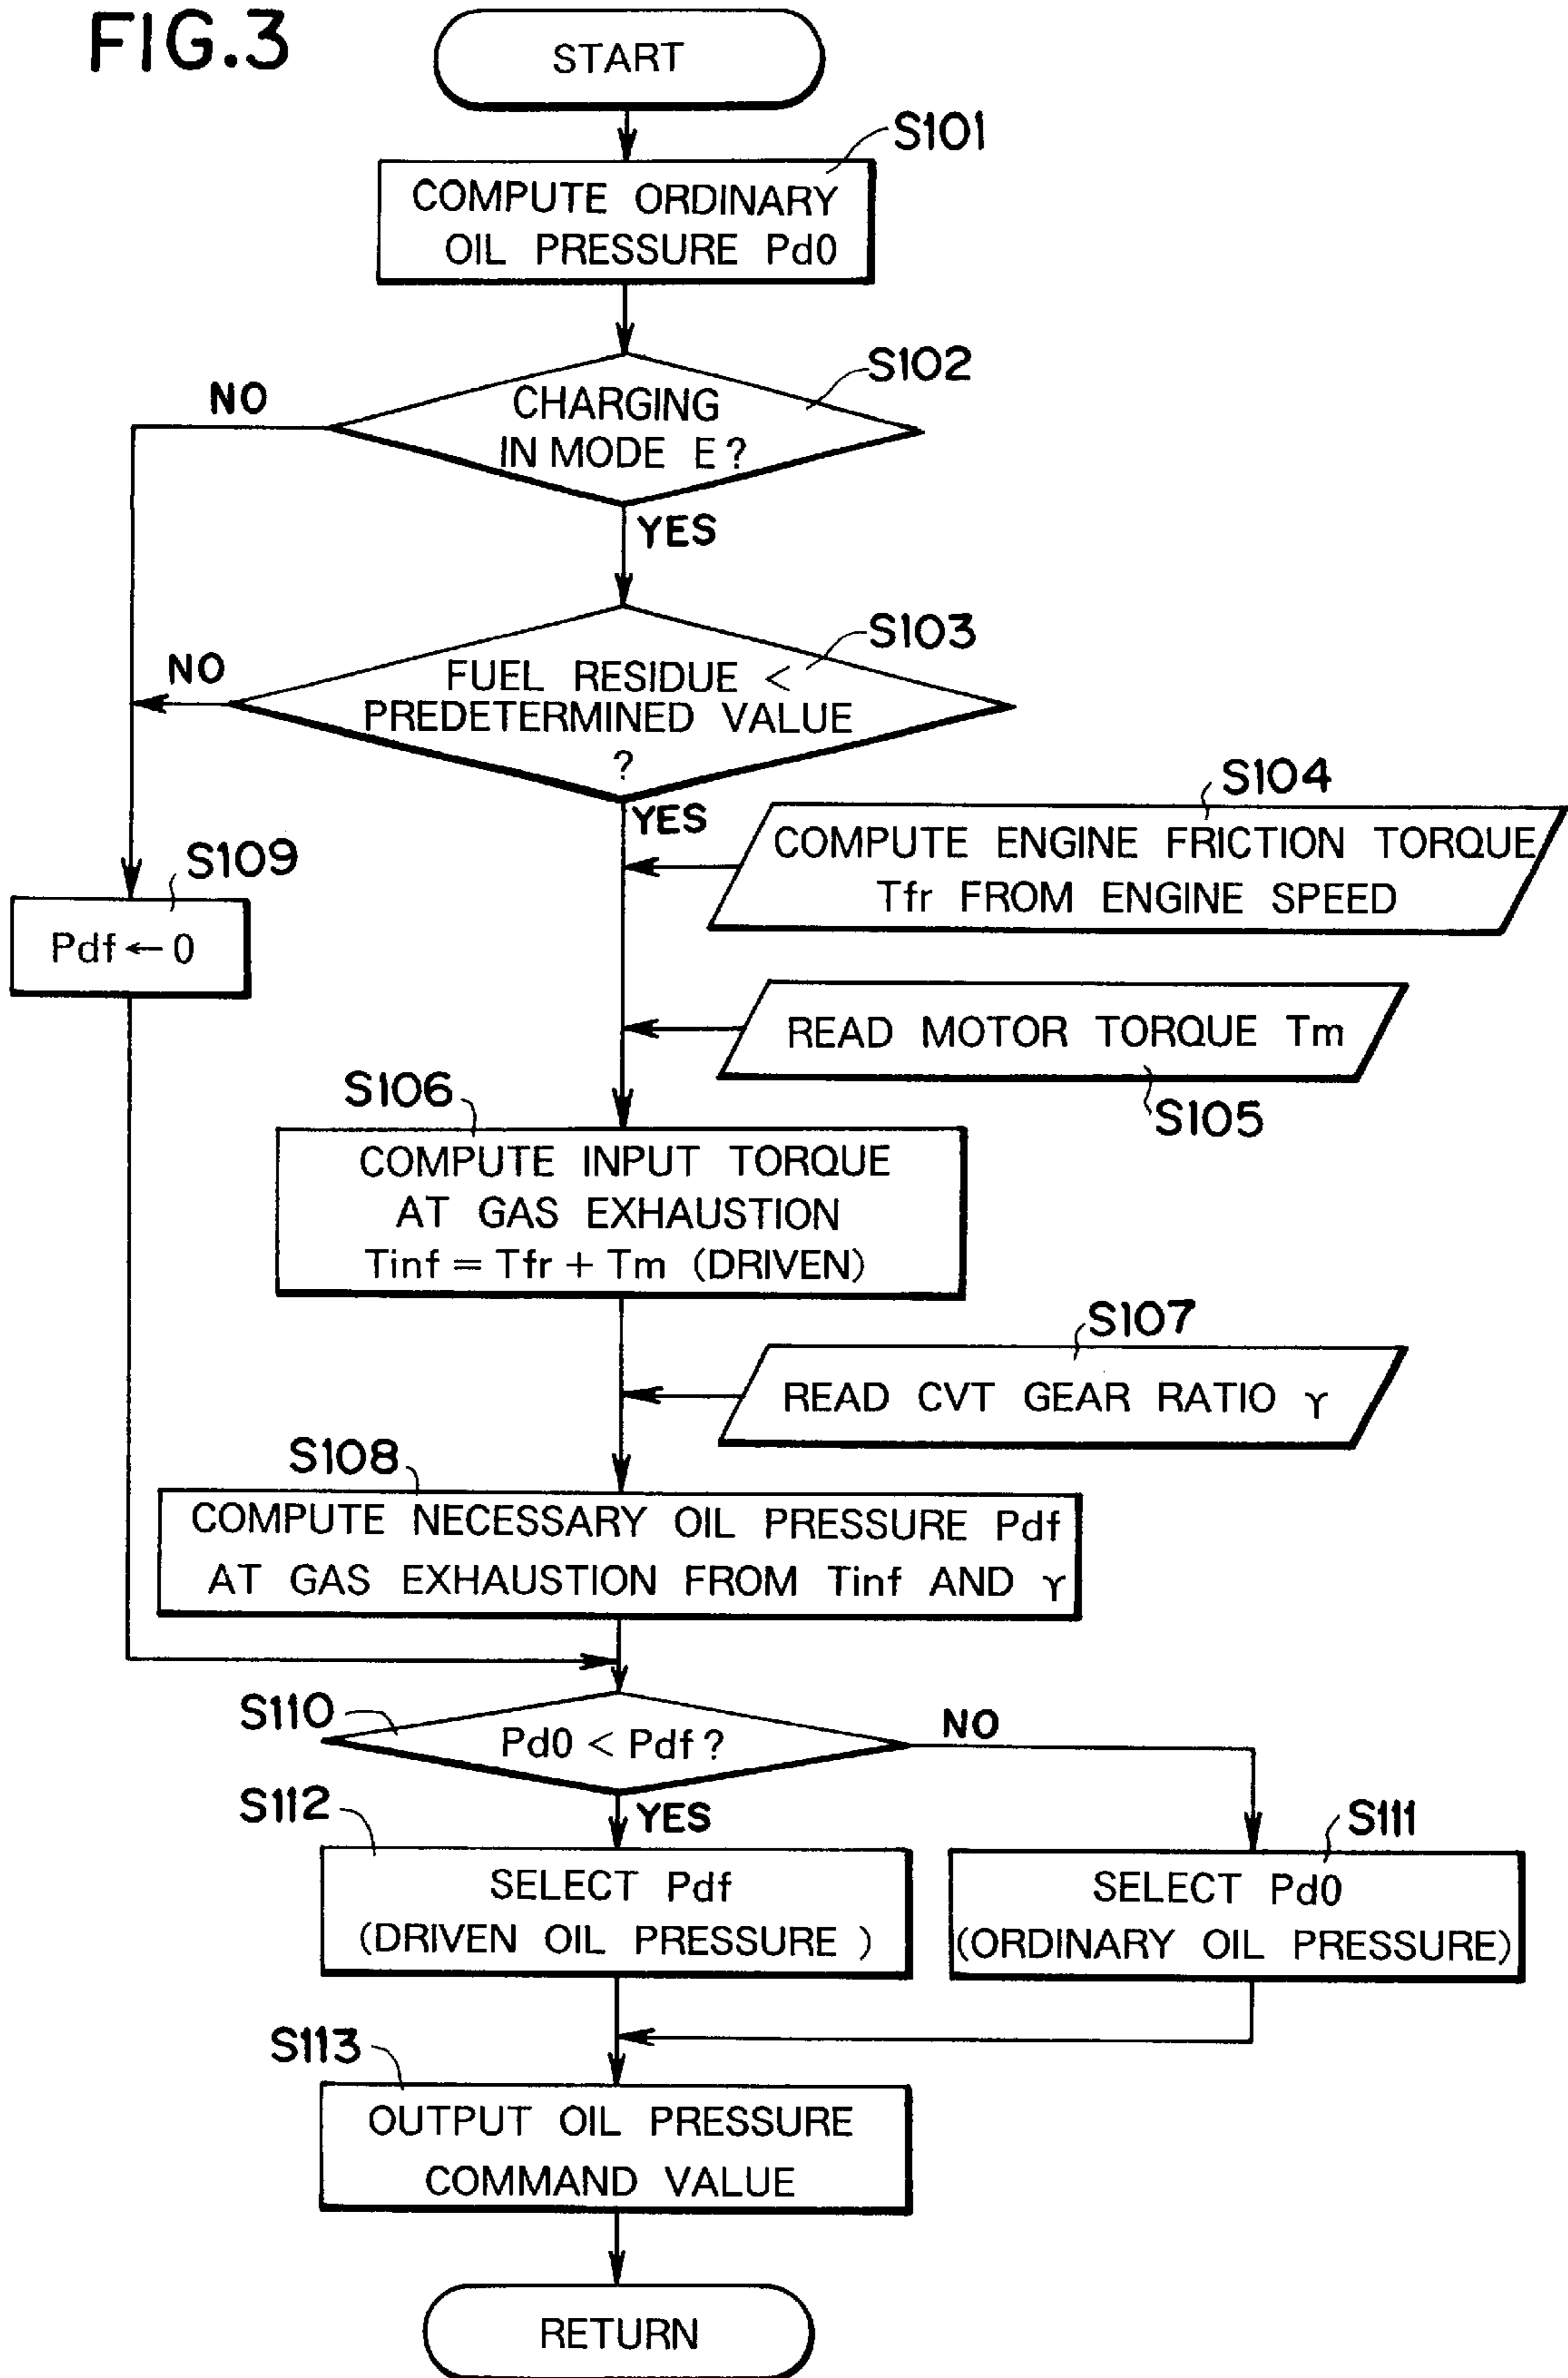 FIG.3
START
S101
COMPUTE ORDINARY
OIL PRESSURE Pd0
S102
NO
CHARGING
IN MODE E?
YES
S103
NO
FUEL RESIDUE <
PREDETERMINED VALUE
?
YES
S104
COMPUTE ENGINE FRICTION TORQUE
Tfr FROM ENGINE SPEED
S109
Pdf ← 0
READ MOTOR TORQUE Tm
S105
S106
COMPUTE INPUT TORQUE
AT GAS EXHAUSTION
Tinf = Tfr + Tm (DRIVEN)
S107
READ CVT GEAR RATIO γ
S108
COMPUTE NECESSARY OIL PRESSURE Pdf
AT GAS EXHAUSTION FROM Tinf AND γ
S110
Pd0 < Pdf ?
NO
S112
YES
S111
SELECT Pdf
(DRIVEN OIL PRESSURE )
SELECT Pd0
(ORDINARY OIL PRESSURE)
S113
OUTPUT OIL PRESSURE
COMMAND VALUE
RETURN